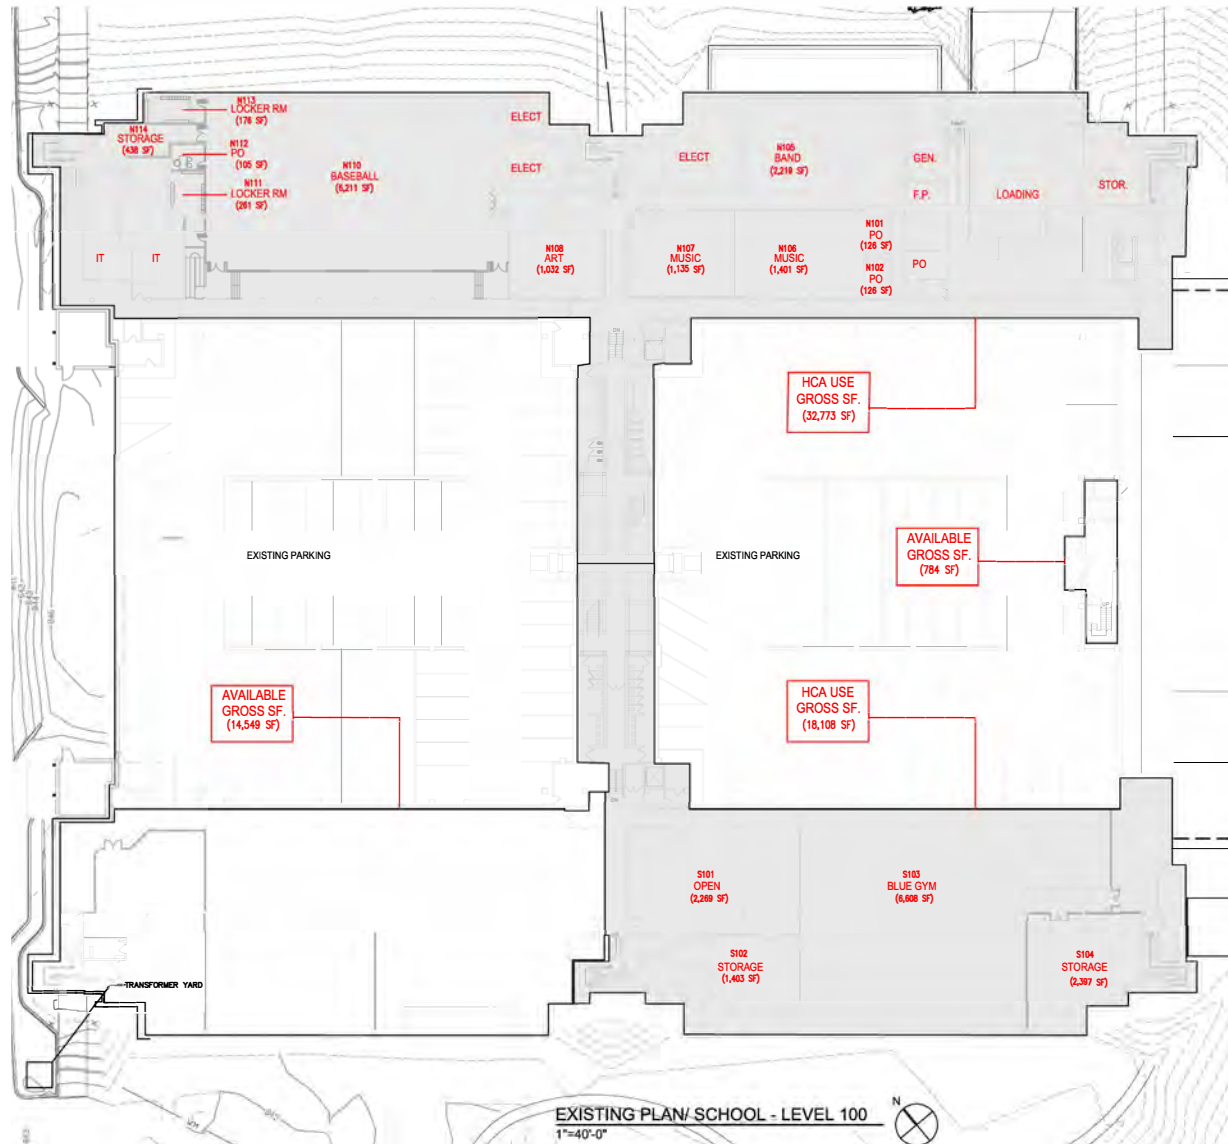 N113
LOCKER RM
(176 SF)
N114
STORAGE
(438 SF)
N112
PO
(105 SF)
N111
LOCKER RM
(261 SF)
N110
BASEBALL
(6,211 SF)
ELECT
ELECT
IT
IT
N108
ART
(1,032 SF)
ELECT
N105
BAND
(2,219 SF)
GEN.
F.P.
LOADING
STOR.
N107
MUSIC
(1,135 SF)
N106
MUSIC
(1,401 SF)
N101
PO
(126 SF)
N102
PO
(126 SF)
PO
HCA USE
GROSS SF.
(32,773 SF)
EXISTING PARKING
EXISTING PARKING
AVAILABLE
GROSS SF.
(784 SF)
AVAILABLE
GROSS SF.
(14,549 SF)
HCA USE
GROSS SF.
(18,108 SF)
S101
OPEN
(2,269 SF)
S103
BLUE GYM
(6,608 SF)
S102
STORAGE
(1,403 SF)
S104
STORAGE
(2,397 SF)
TRANSFORMER YARD
EXISTING PLAN/ SCHOOL - LEVEL 100
1"=40'-0"
N